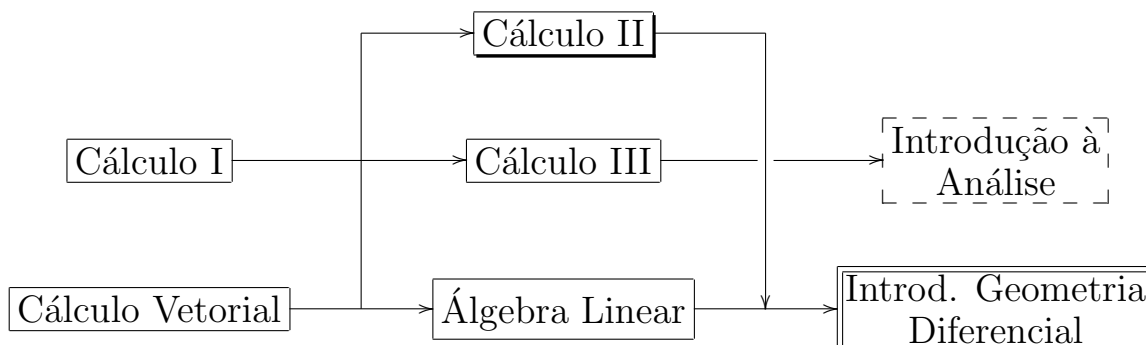 Cálculo II
Cálculo I
Cálculo III
Introdução à
Análise
Cálculo Vetorial
Álgebra Linear
Introd. Geometria
Diferencial